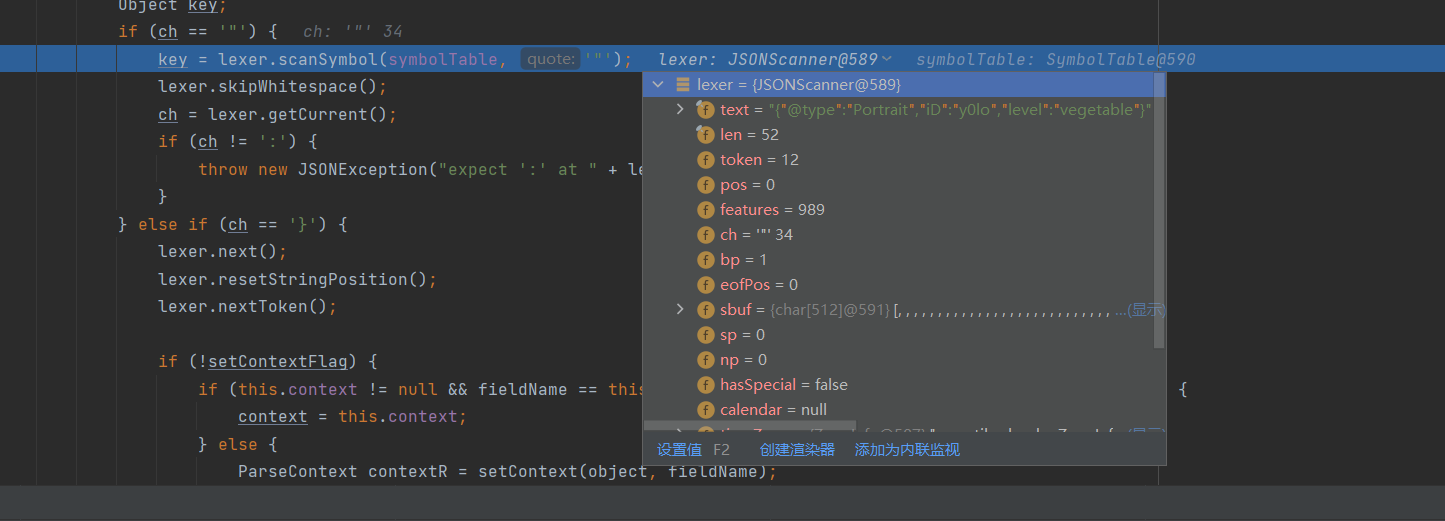 Object key;
if (ch == '"') {   ch: '"' 34
key = lexer.scanSymbol(symbolTable, quote: '"');   lexer: JSONScanner@589   symbolTable: SymbolTable@590
lexer.skipWhitespace();
lexer = {JSONScanner@589}
ch = lexer.getCurrent();
text = "{"@type":"Portrait","iD":"y0lo","level":"vegetable"}"
if (ch != ':') {
len = 52
throw new JSONException("expect ':' at " + le
token = 12
}
pos = 0
features = 989
} else if (ch == '}') {
ch = '"' 34
lexer.next();
bp = 1
lexer.resetStringPosition();
eofPos = 0
lexer.nextToken();
sbuf = {char[512]@591} [, , , , , , , , , , , , , , , , , , , , , , , , , , , ... (显示)
sp = 0
if (!setContextFlag) {
np = 0
if (this.context != null && fieldName == this {
hasSpecial = false
context = this.context;
calendar = null
} else {
设置值 F2 创建渲染器 添加为内联监视
ParseContext contextR = setContext(object, fieldName);